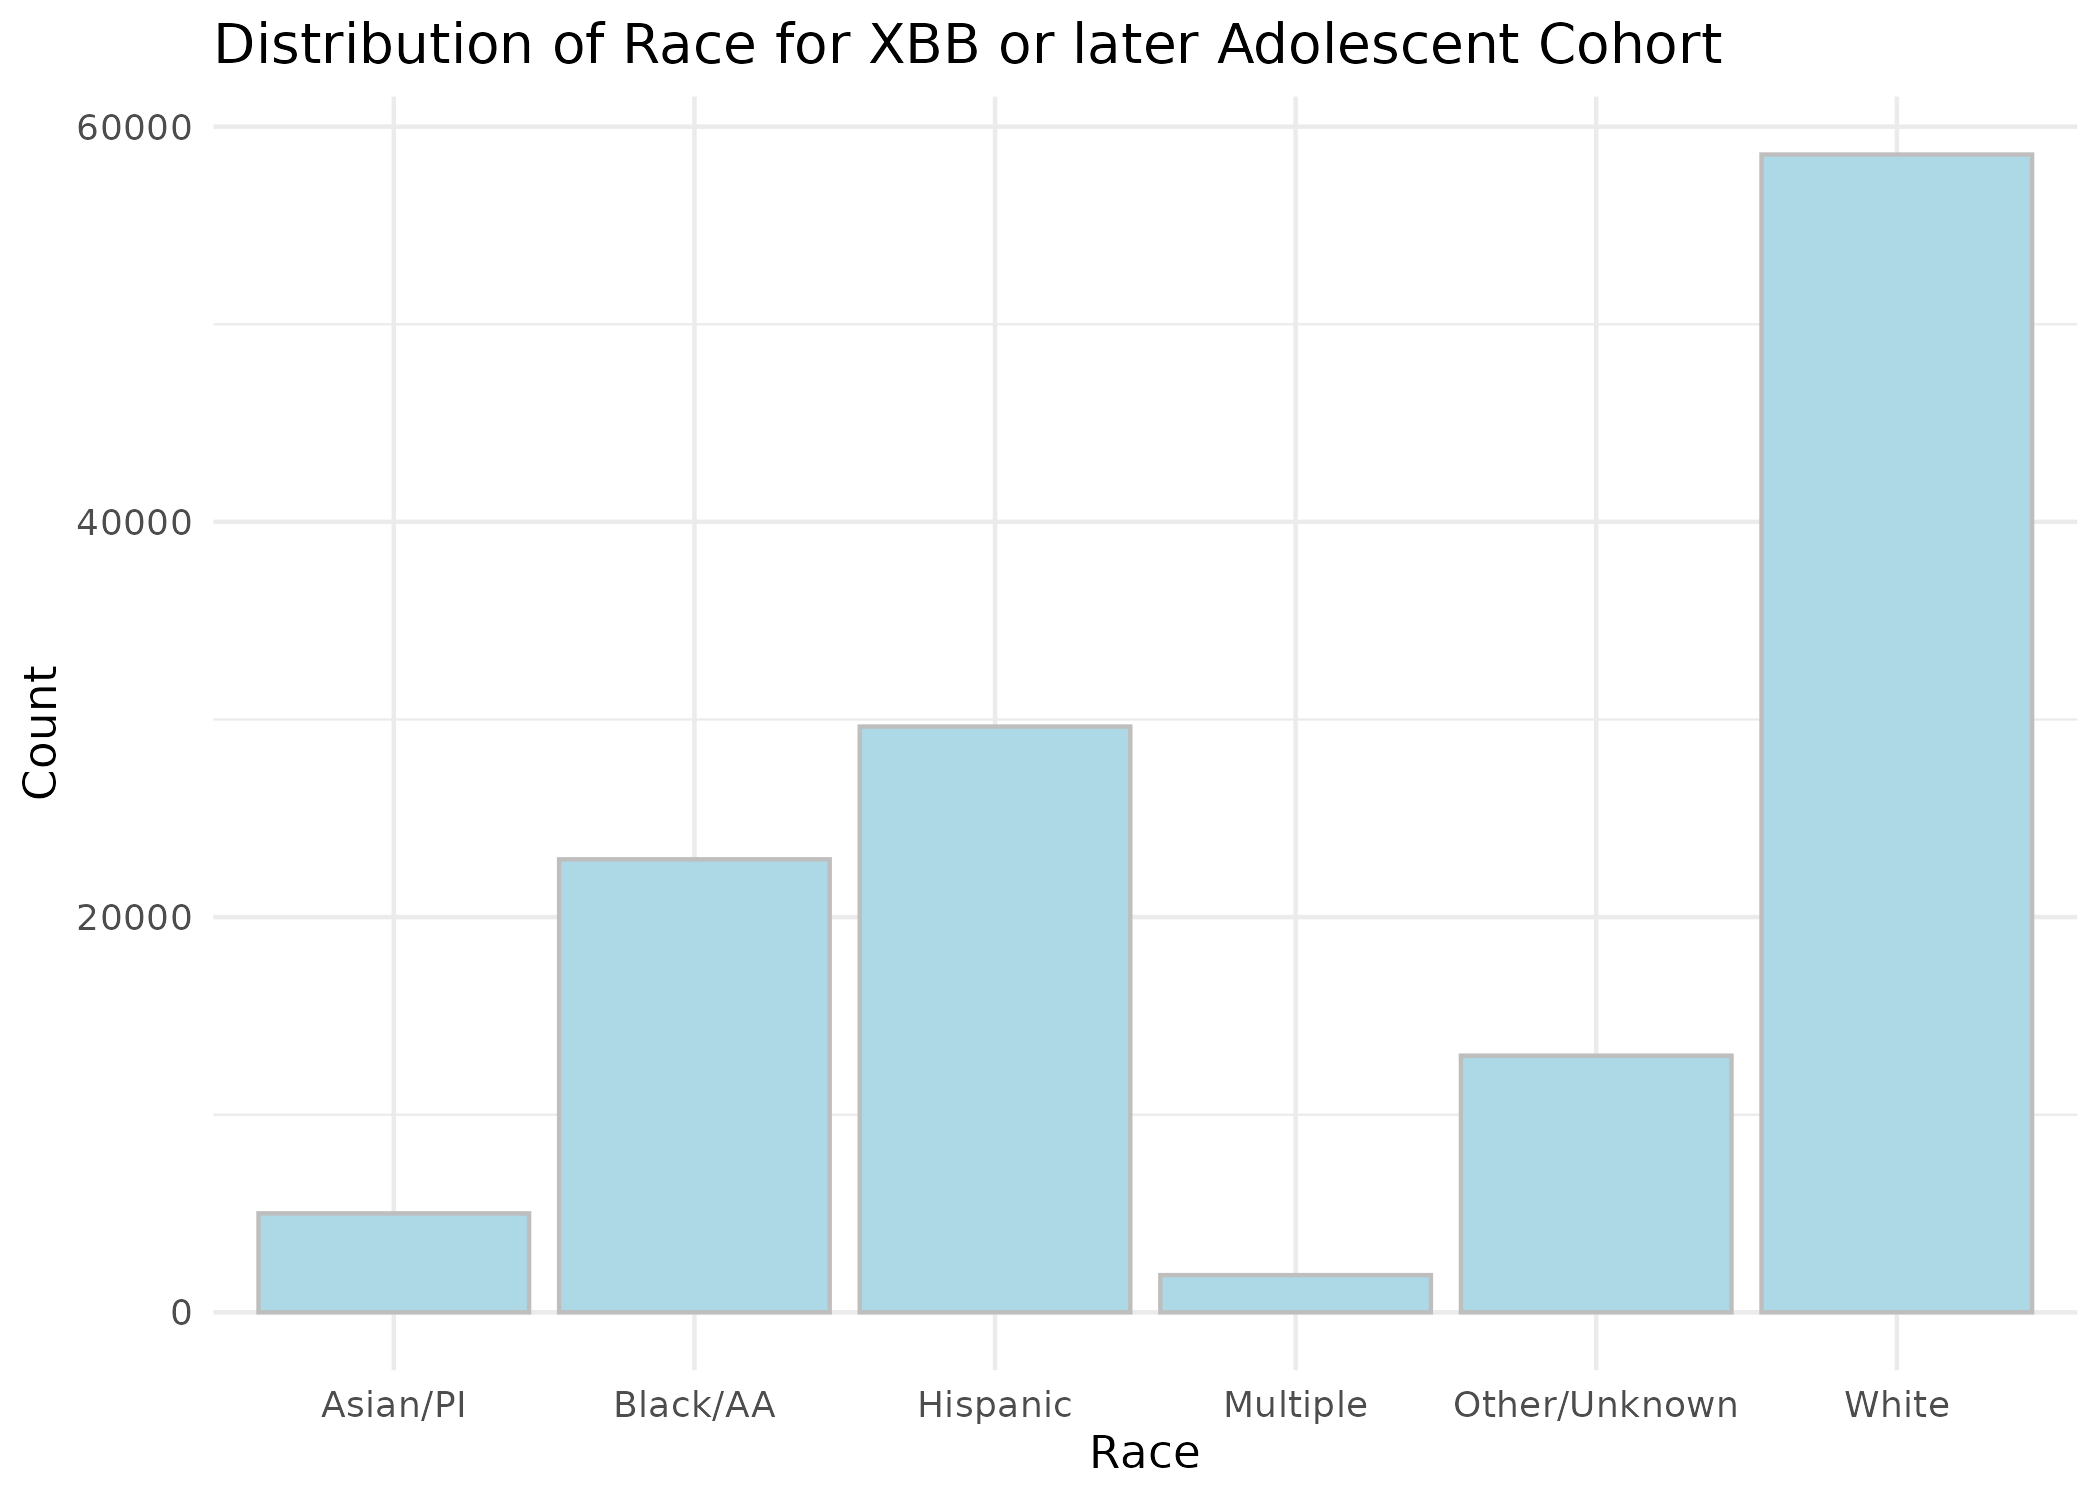 Distribution of Race for XBB or later Adolescent Cohort
60000
40000
20000
0
Count
Asian/PI
Black/AA
Hispanic
Multiple
Other/Unknown
White
Race